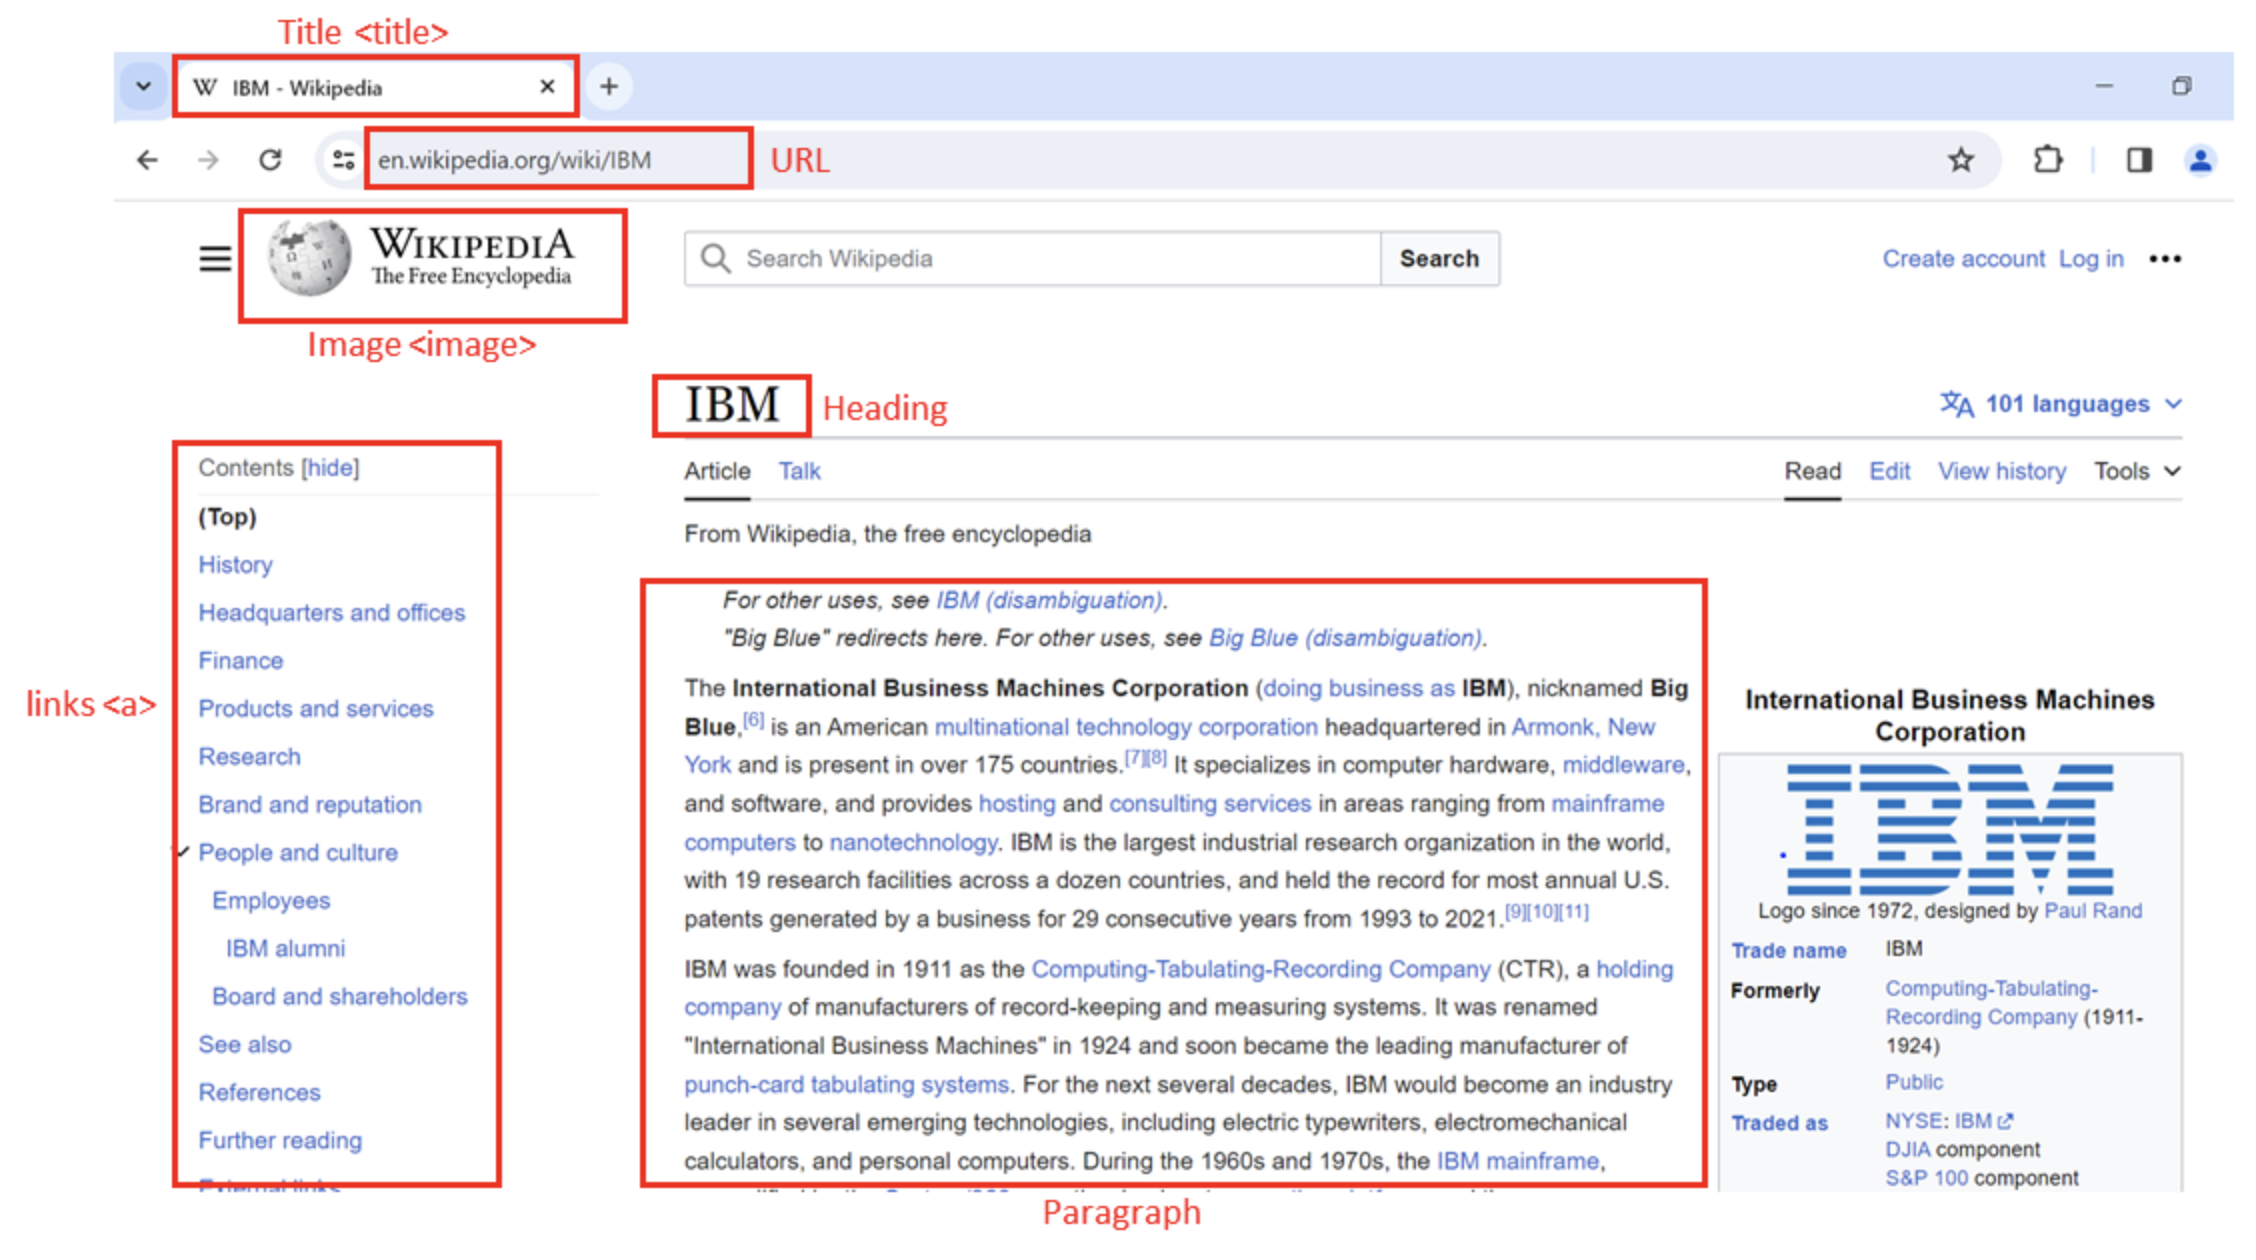 Title <title>
IBM - Wikipedia
en.wikipedia.org/wiki/IBM
URL
WIKIPEDIA
The Free Encyclopedia
Search Wikipedia
Search
Create account Log in
Image <image>
IBM
Heading
101 languages
Contents [hide]
(Top)
History
Headquarters and offices
Finance
Products and services
Research
Brand and reputation
People and culture
Employees
IBM alumni
Board and shareholders
See also
References
Further reading
External links
links <a>
Article Talk
Read Edit View history Tools
From Wikipedia, the free encyclopedia
For other uses, see IBM (disambiguation).
"Big Blue" redirects here. For other uses, see Big Blue (disambiguation).
The International Business Machines Corporation (doing business as IBM), nicknamed Big
Blue,[6] is an American multinational technology corporation headquartered in Armonk, New
York and is present in over 175 countries.[7][8] It specializes in computer hardware, middleware,
and software, and provides hosting and consulting services in areas ranging from mainframe
computers to nanotechnology. IBM is the largest industrial research organization in the world,
with 19 research facilities across a dozen countries, and held the record for most annual U.S.
patents generated by a business for 29 consecutive years from 1993 to 2021.[9][10][11]
IBM was founded in 1911 as the Computing-Tabulating-Recording Company (CTR), a holding
company of manufacturers of record-keeping and measuring systems. It was renamed
"International Business Machines" in 1924 and soon became the leading manufacturer of
punch-card tabulating systems. For the next several decades, IBM would become an industry
leader in several emerging technologies, including electric typewriters, electromechanical
calculators, and personal computers. During the 1960s and 1970s, the IBM mainframe,
Paragraph
International Business Machines
Corporation
IBM
Logo since 1972, designed by Paul Rand
Trade name IBM
Formerly Computing-Tabulating-
Recording Company (1911-
1924)
Type Public
Traded as NYSE: IBM
DJIA component
S&P 100 component